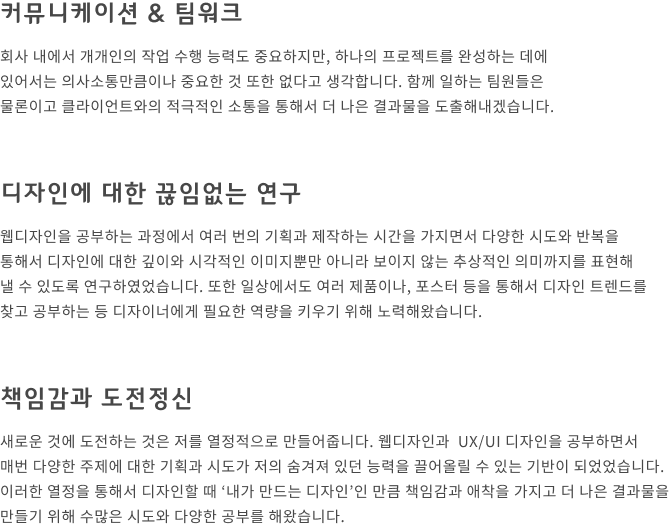 커뮤니케이션 & 팀워크
회사 내에서 개개인의 작업 수행 능력도 중요하지만, 하나의 프로젝트를 완성하는 데에
있어서는 의사소통만큼이나 중요한 것 또한 없다고 생각합니다. 함께 일하는 팀원들은
물론이고 클라이언트와의 적극적인 소통을 통해서 더 나은 결과물을 도출해내겠습니다.
디자인에 대한 끊임없는 연구
웹디자인을 공부하는 과정에서 여러 번의 기획과 제작하는 시간을 가지면서 다양한 시도와 반복을
통해서 디자인에 대한 깊이와 시각적인 이미지뿐만 아니라 보이지 않는 추상적인 의미까지를 표현해
낼 수 있도록 연구하였었습니다. 또한 일상에서도 여러 제품이나, 포스터 등을 통해서 디자인 트렌드를
찾고 공부하는 등 디자이너에게 필요한 역량을 키우기 위해 노력해왔습니다.
책임감과 도전정신
새로운 것에 도전하는 것은 저를 열정적으로 만들어줍니다. 웹디자인과  UX/UI 디자인을 공부하면서
매번 다양한 주제에 대한 기획과 시도가 저의 숨겨져 있던 능력을 끌어올릴 수 있는 기반이 되었었습니다.
이러한 열정을 통해서 디자인할 때 ‘내가 만드는 디자인’인 만큼 책임감과 애착을 가지고 더 나은 결과물을
만들기 위해 수많은 시도와 다양한 공부를 해왔습니다.